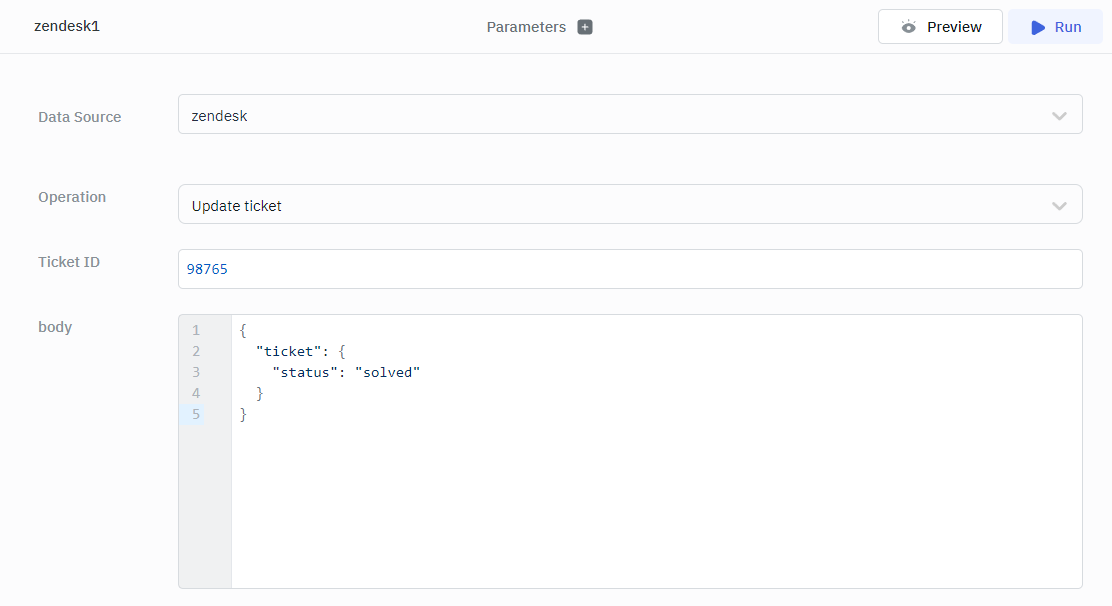 zendesk1
Parameters
Preview
Run
Data Source
zendesk
Operation
Update ticket
Ticket ID
98765
body
1 {
2 "ticket": {
3 "status": "solved"
4 }
5 }